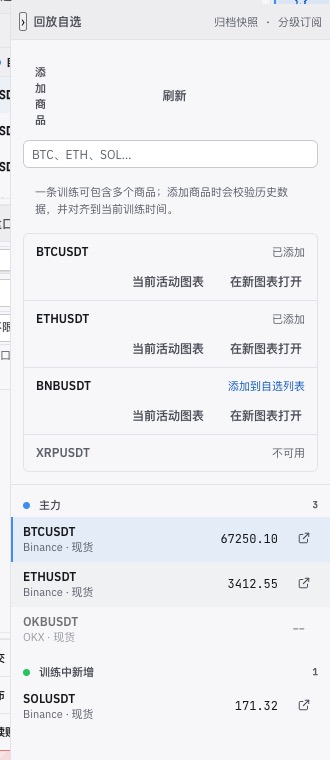 回放自选
归档快照 · 分级订阅
添加商品
刷新
BTC、ETH、SOL...
一条训练可包含多个商品；添加商品时会校验历史数
据，并对齐到当前训练时间。
BTCUSDT 已添加
当前活动图表 在新图表打开
ETHUSDT 已添加
当前活动图表 在新图表打开
BNBUSDT 添加到自选列表
当前活动图表 在新图表打开
XRPUSDT 不可用
主力 3
BTCUSDT 67250.10
Binance · 现货
ETHUSDT 3412.55
Binance · 现货
OKBUSDT --
OKX · 现货
训练中新增 1
SOLUSDT 171.32
Binance · 现货